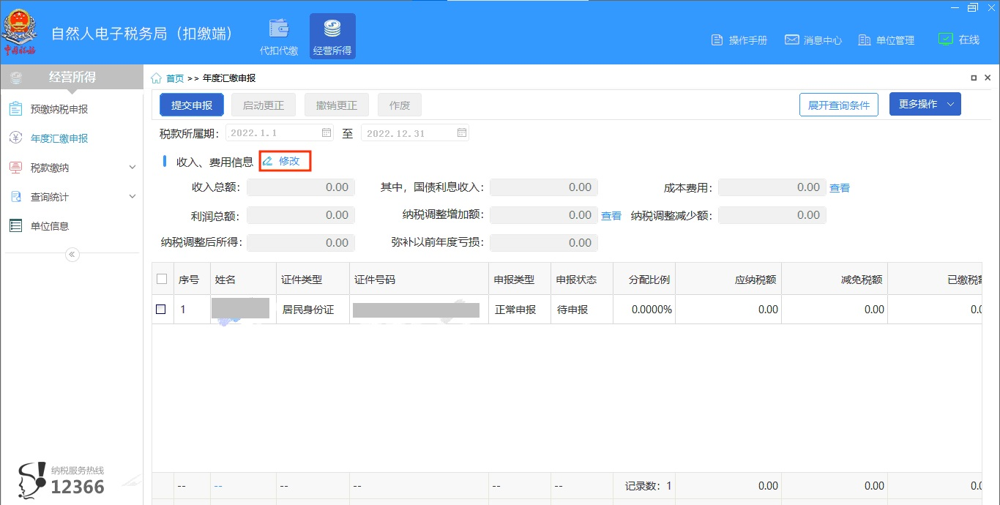 自然人电子税务局（扣缴端）
代扣代缴
经营所得
操作手册
消息中心
单位管理
在线
经营所得
预缴纳税申报
年度汇缴申报
税款缴纳
查询统计
单位信息
首页 >> 年度汇缴申报
提交申报 启动更正 撤销更正 作废 展开查询条件 更多操作
税款所属期： 2022.1.1 至 2022.12.31
收入、费用信息 修改
收入总额： 0.00 其中，国债利息收入： 0.00 成本费用： 0.00 查看
利润总额： 0.00 纳税调整增加额： 0.00 查看 纳税调整减少额： 0.00
纳税调整后所得： 0.00 弥补以前年度亏损： 0.00
序号 姓名 证件类型 证件号码 申报类型 申报状态 分配比例 应纳税额 减免税额 已缴税
1 居民身份证 正常申报 待申报 0.0000% 0.00 0.00 0.0
-- -- -- -- -- -- 记录数：1 0.00 0.00 0.0
纳税服务热线
12366